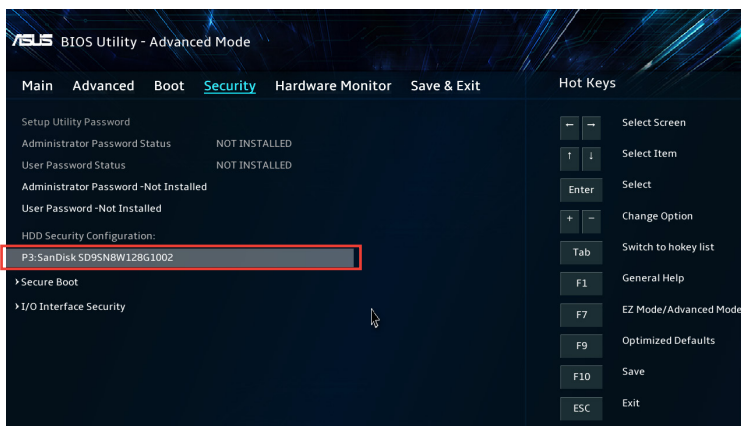 ASUS BIOS Utility - Advanced Mode
Main Advanced Boot Security Hardware Monitor Save & Exit
Setup Utility Password
Administrator Password Status NOT INSTALLED
User Password Status NOT INSTALLED
Administrator Password -Not Installed
User Password -Not Installed
HDD Security Configuration:
P3:SanDisk SD9SN8W128G1002
Secure Boot
I/O Interface Security
Hot Keys
← → Select Screen
↑ ↓ Select Item
Enter Select
+ - Change Option
Tab Switch to hokey list
F1 General Help
F7 EZ Mode/Advanced Mode
F9 Optimized Defaults
F10 Save
ESC Exit